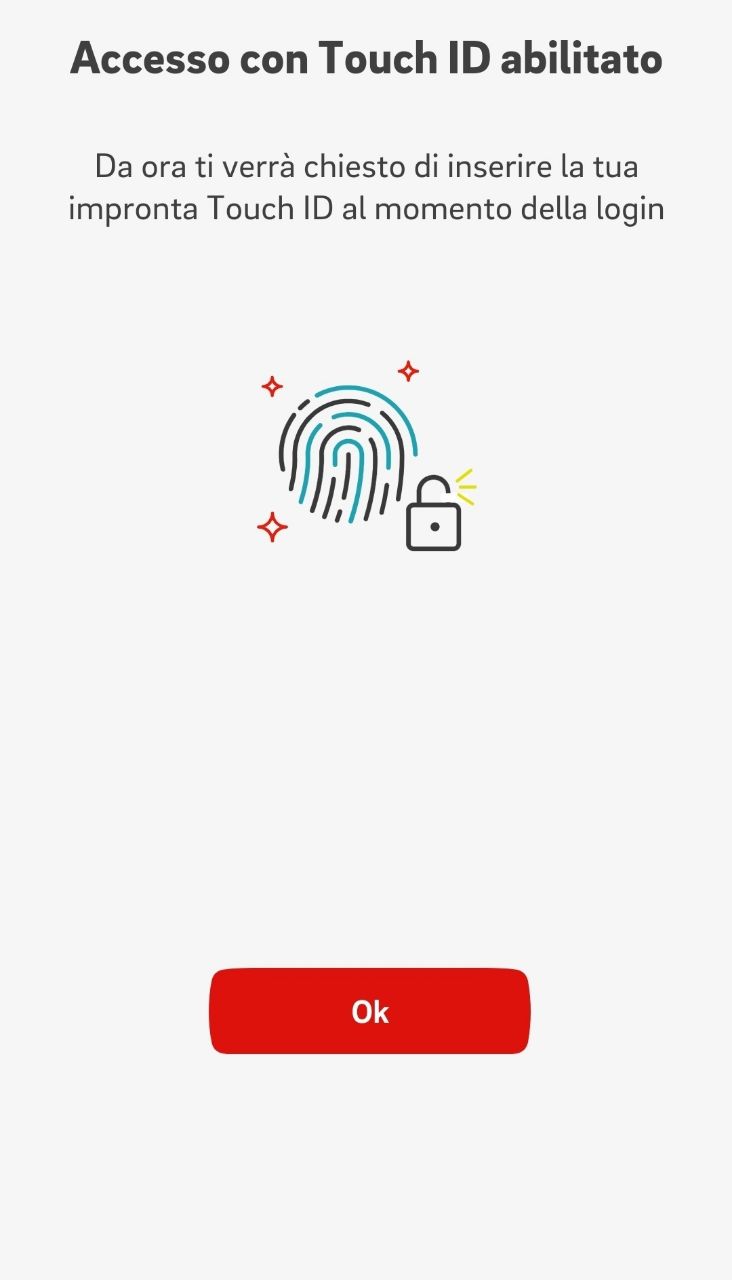 Accesso con Touch ID abilitato
Da ora ti verrà chiesto di inserire la tua
impronta Touch ID al momento della login
Ok